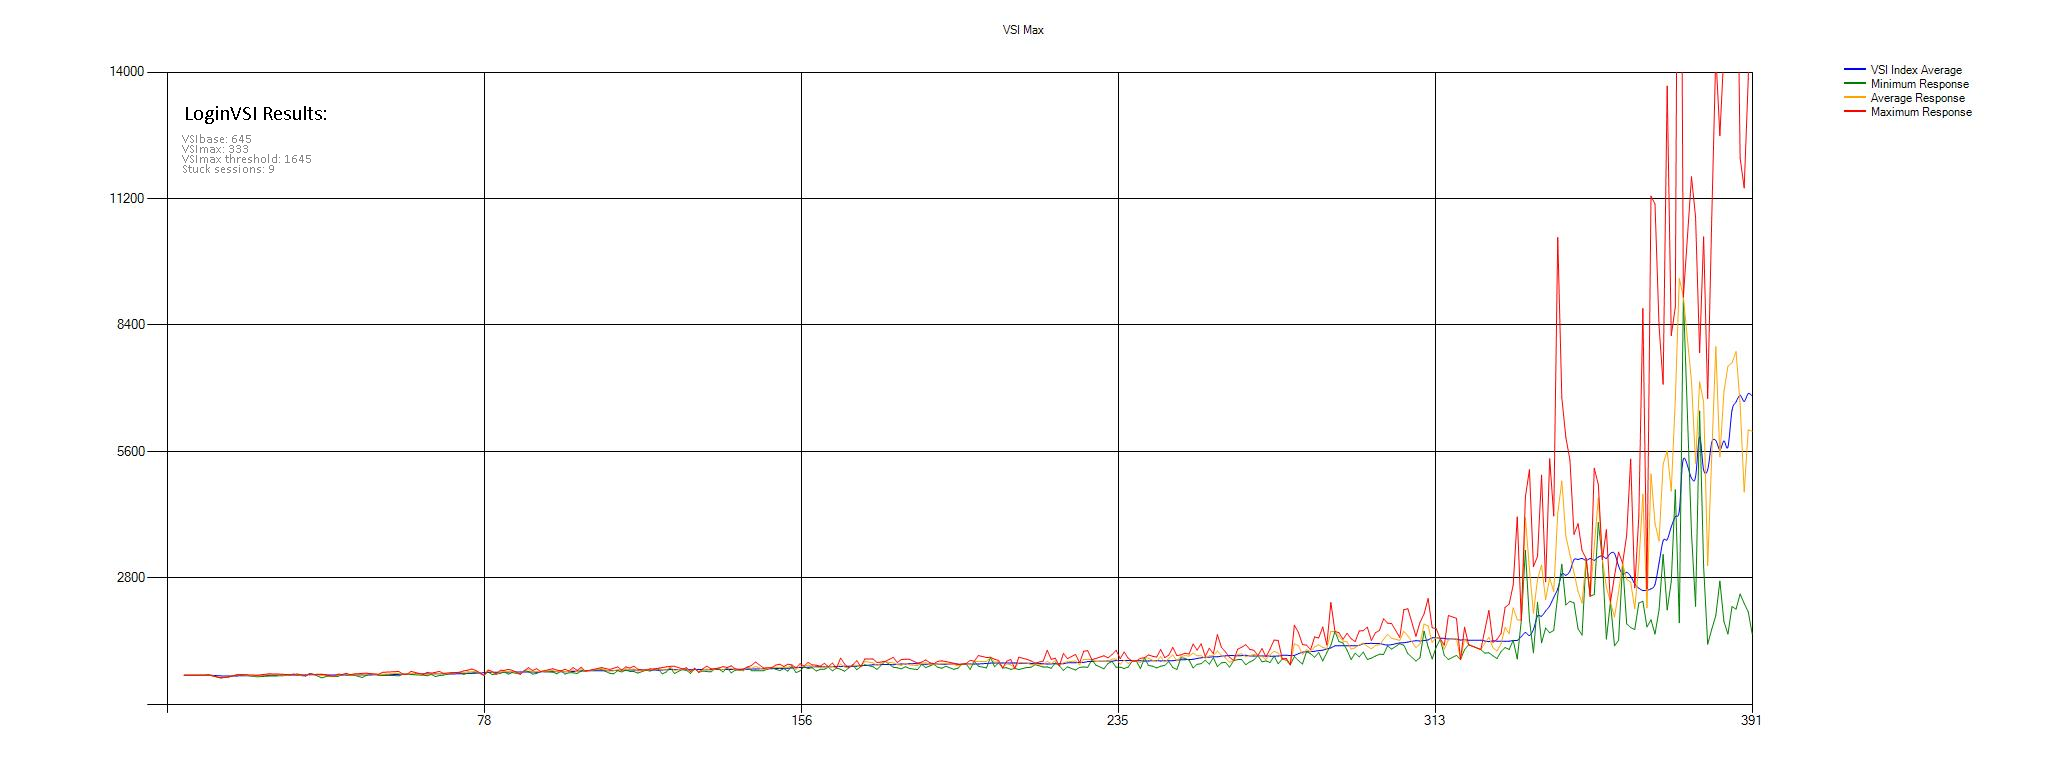 VSI Max
14000
11200
8400
5600
2800
78
156
235
313
391
LoginVSI Results:
VSIbase: 645
VSImax: 333
VSImax threshold: 1645
Stuck sessions: 9
VSI Index Average
Minimum Response
Average Response
Maximum Response